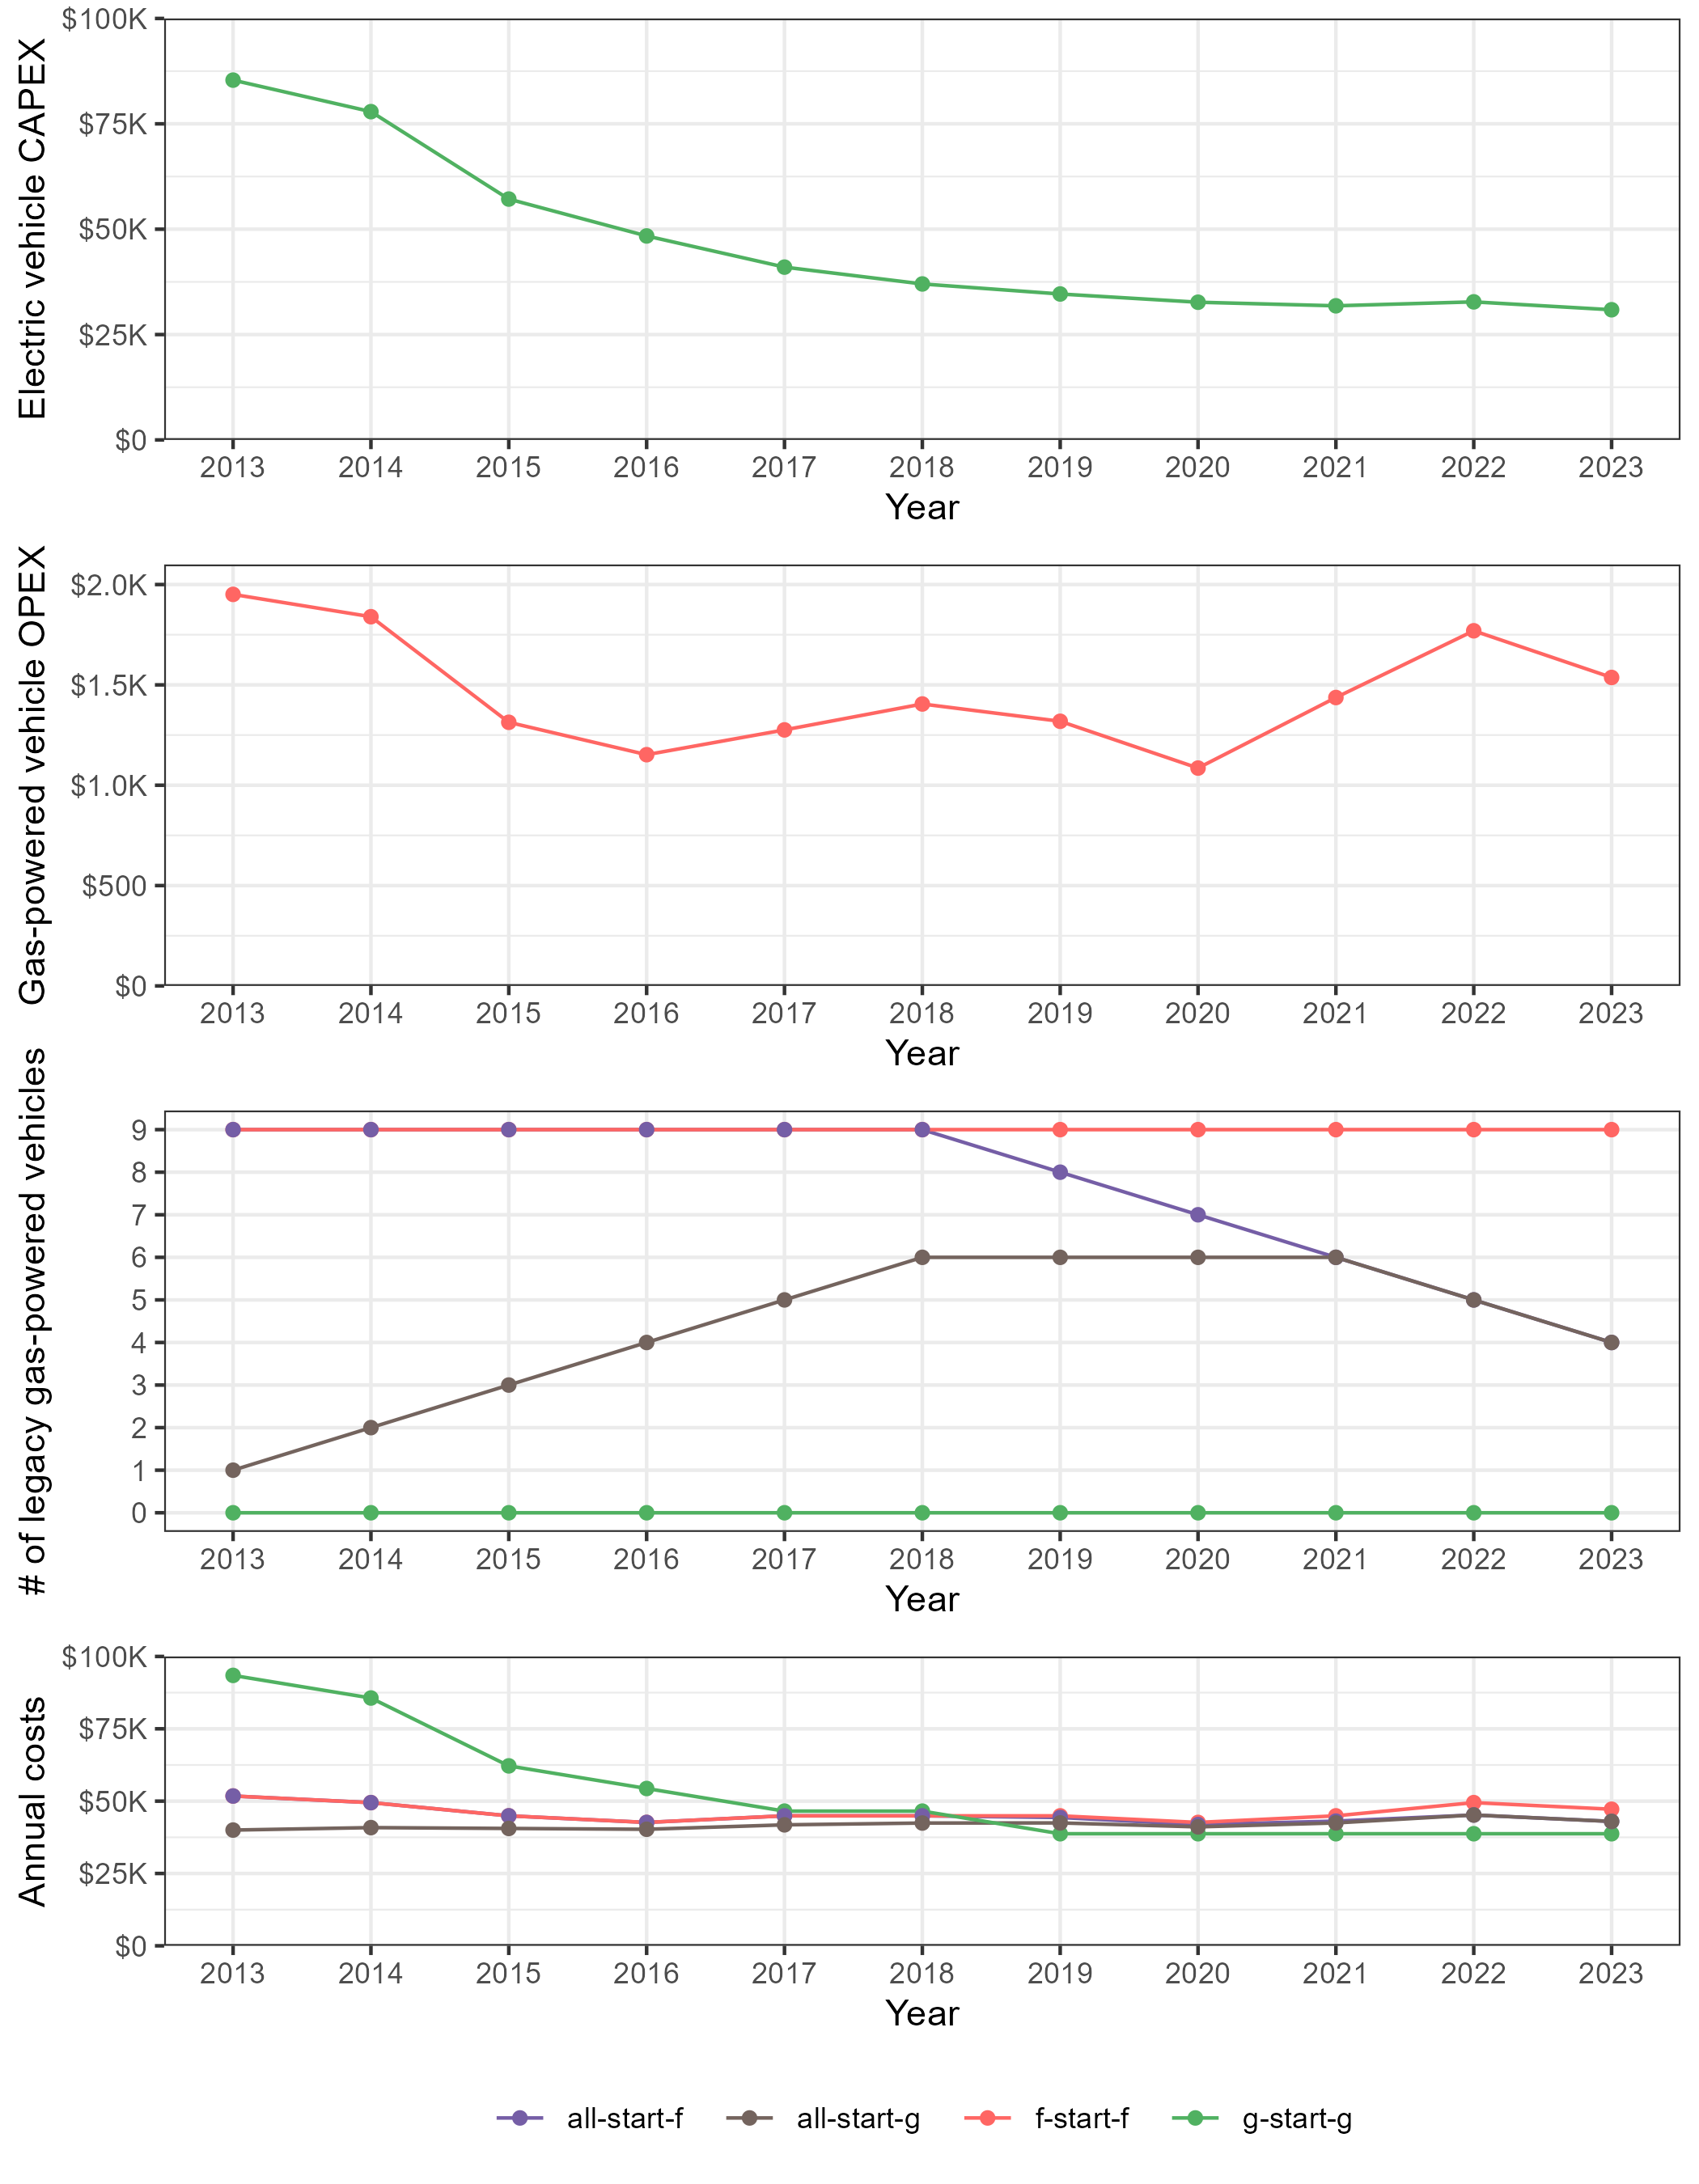 Electric vehicle CAPEX
$100K
$75K
$50K
$25K
$0
2013 2014 2015 2016 2017 2018 2019 2020 2021 2022 2023
Year
Gas-powered vehicle OPEX
$2.0K
$1.5K
$1.0K
$500
$0
2013 2014 2015 2016 2017 2018 2019 2020 2021 2022 2023
Year
# of legacy gas-powered vehicles
9
8
7
6
5
4
3
2
1
0
2013 2014 2015 2016 2017 2018 2019 2020 2021 2022 2023
Year
Annual costs
$100K
$75K
$50K
$25K
$0
2013 2014 2015 2016 2017 2018 2019 2020 2021 2022 2023
Year
all-start-f all-start-g f-start-f g-start-g